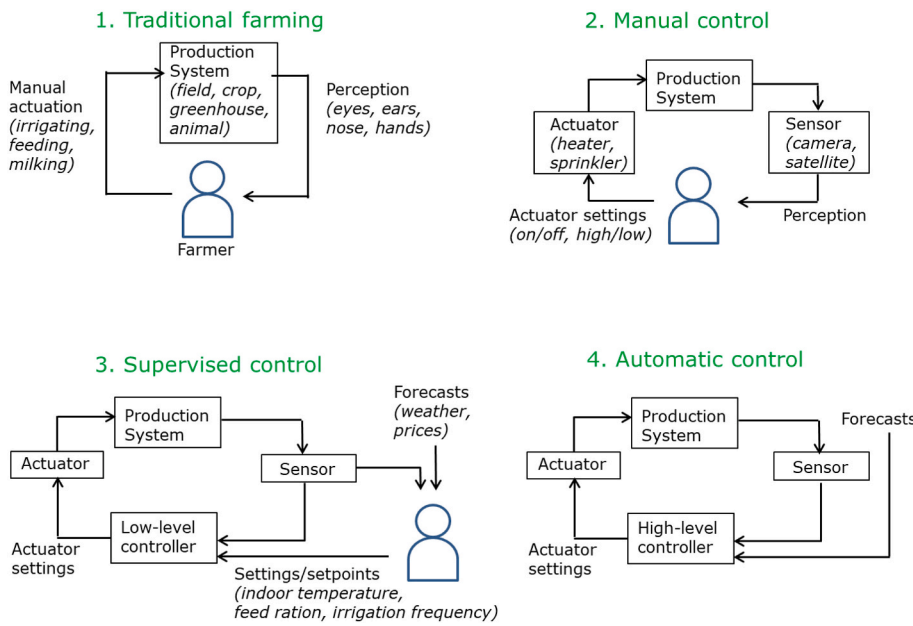 1. Traditional farming
Production
System
(field, crop,
greenhouse,
animal)
Manual
actuation
(irrigating,
feeding,
milking)
Perception
(eyes, ears,
nose, hands)
Farmer
2. Manual control
Production
System
Actuator
(heater,
sprinkler)
Sensor
(camera,
satellite)
Actuator settings
(on/off, high/low)
Perception
3. Supervised control
Production
System
Forecasts
(weather,
prices)
Actuator
Sensor
Low-level
controller
Actuator
settings
Settings/setpoints
(indoor temperature,
feed ration, irrigation frequency)
4. Automatic control
Production
System
Forecasts
Actuator
Sensor
High-level
controller
Actuator
settings